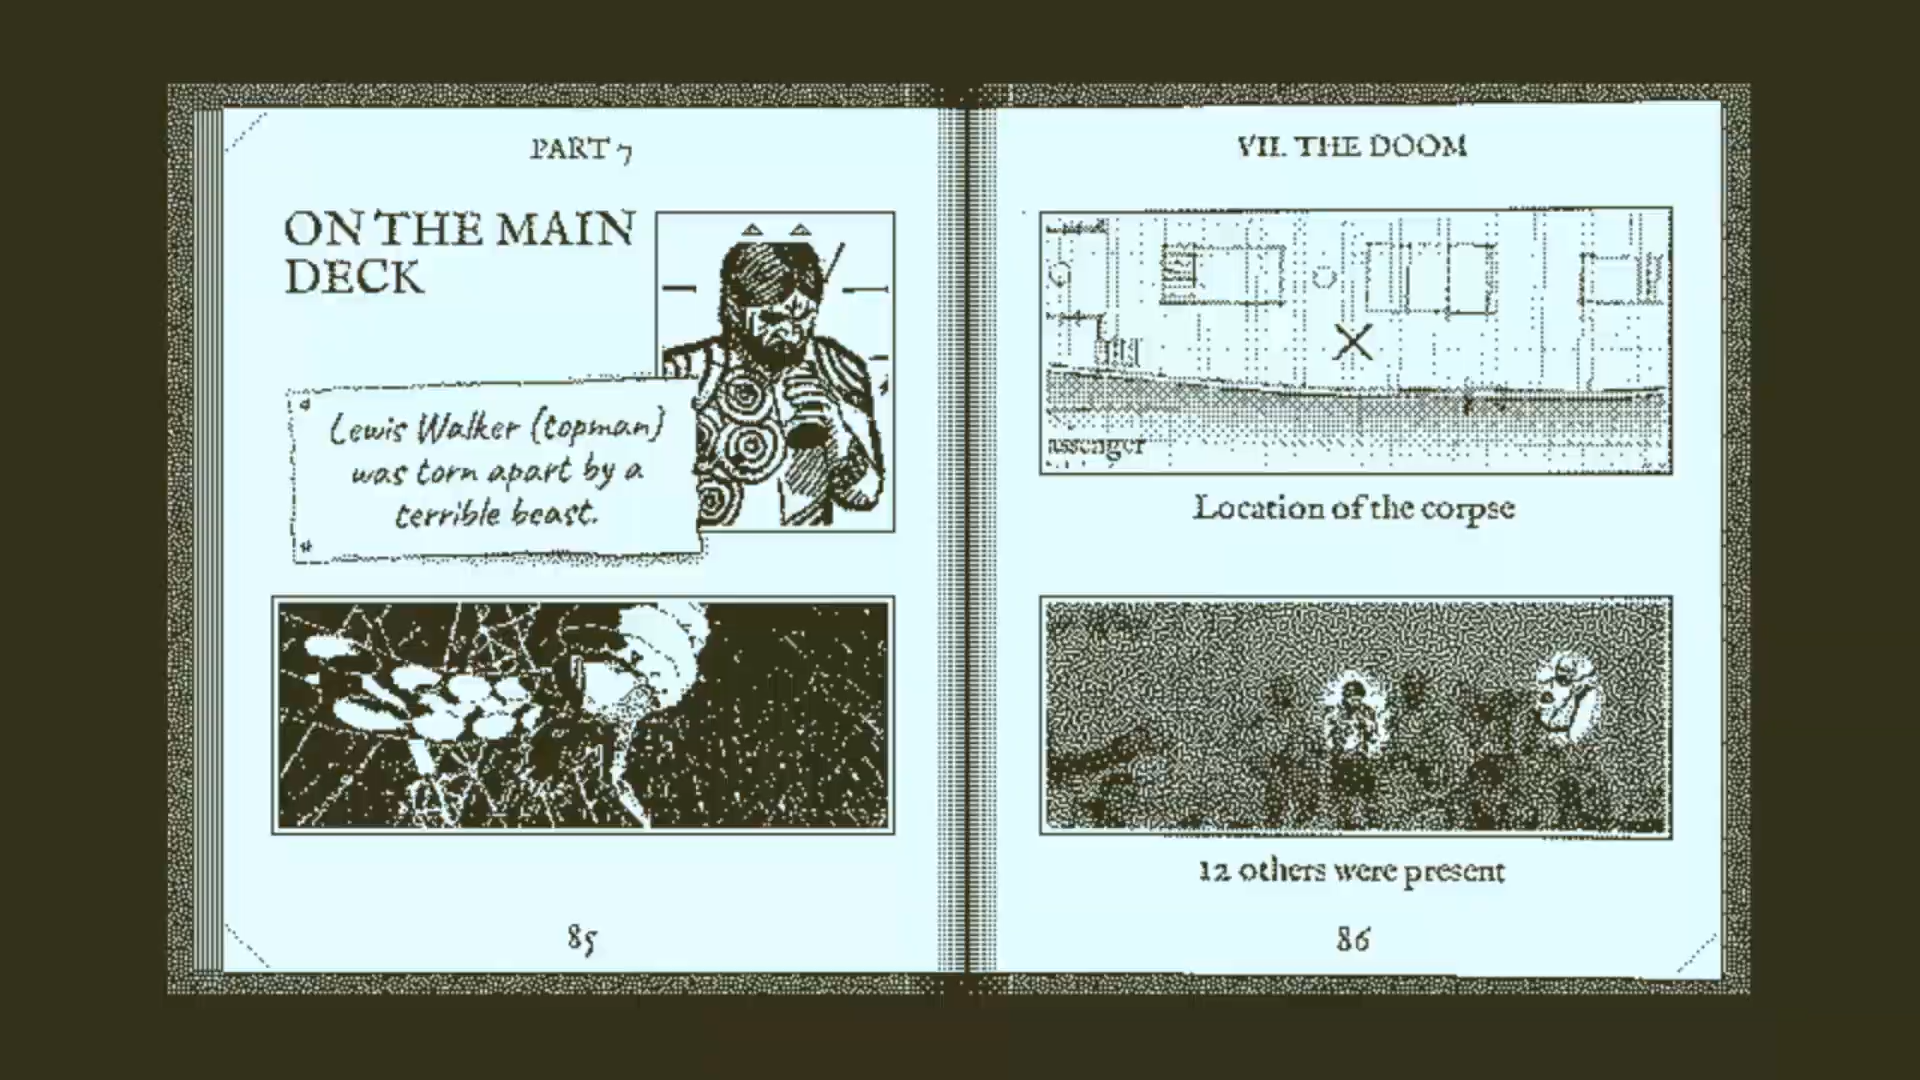 PART 7
ON THE MAIN
DECK
Lewis Walker (topman)
was torn apart by a
terrible beast.
85
VII. THE DOOM
assenger
Location of the corpse
12 others were present
86